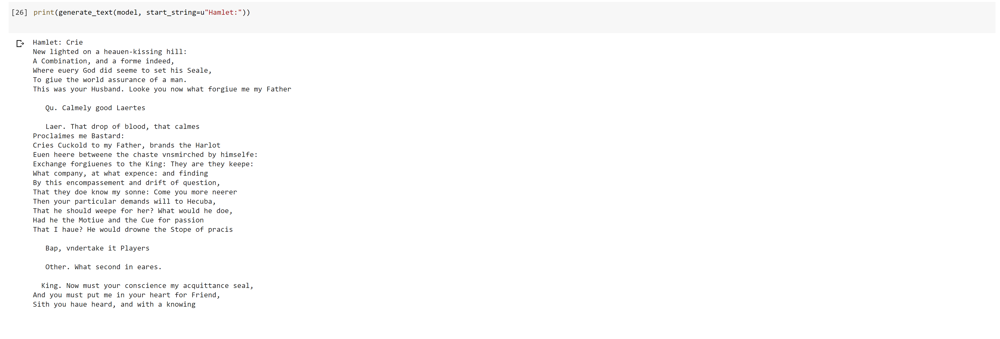 [26] print(generate_text(model, start_string=u"Hamlet:"))
Hamlet: Crie
New lighted on a heauen-kissing hill:
A Combination, and a forme indeed,
Where euery God did seeme to set his Seale,
To giue the world assurance of a man.
This was your Husband. Looke you now what forgiue me my Father
Qu. Calmely good Laertes
Laer. That drop of blood, that calmes
Proclaimes me Bastard:
Cries Cuckold to my Father, brands the Harlot
Euen heere betweene the chaste vnsmirched by himselfe:
Exchange forgiuenes to the King: They are they keepe:
What company, at what expence: and finding
By this encompassement and drift of question,
That they doe know my sonne: Come you more neerer
Then your particular demands will to Hecuba,
That he should weepe for her? What would he doe,
Had he the Motiue and the Cue for passion
That I haue? He would drowne the Stope of pracis
Bap, vndertake it Players
Other. What second in eares.
King. Now must your conscience my acquittance seal,
And you must put me in your heart for Friend,
Sith you haue heard, and with a knowing